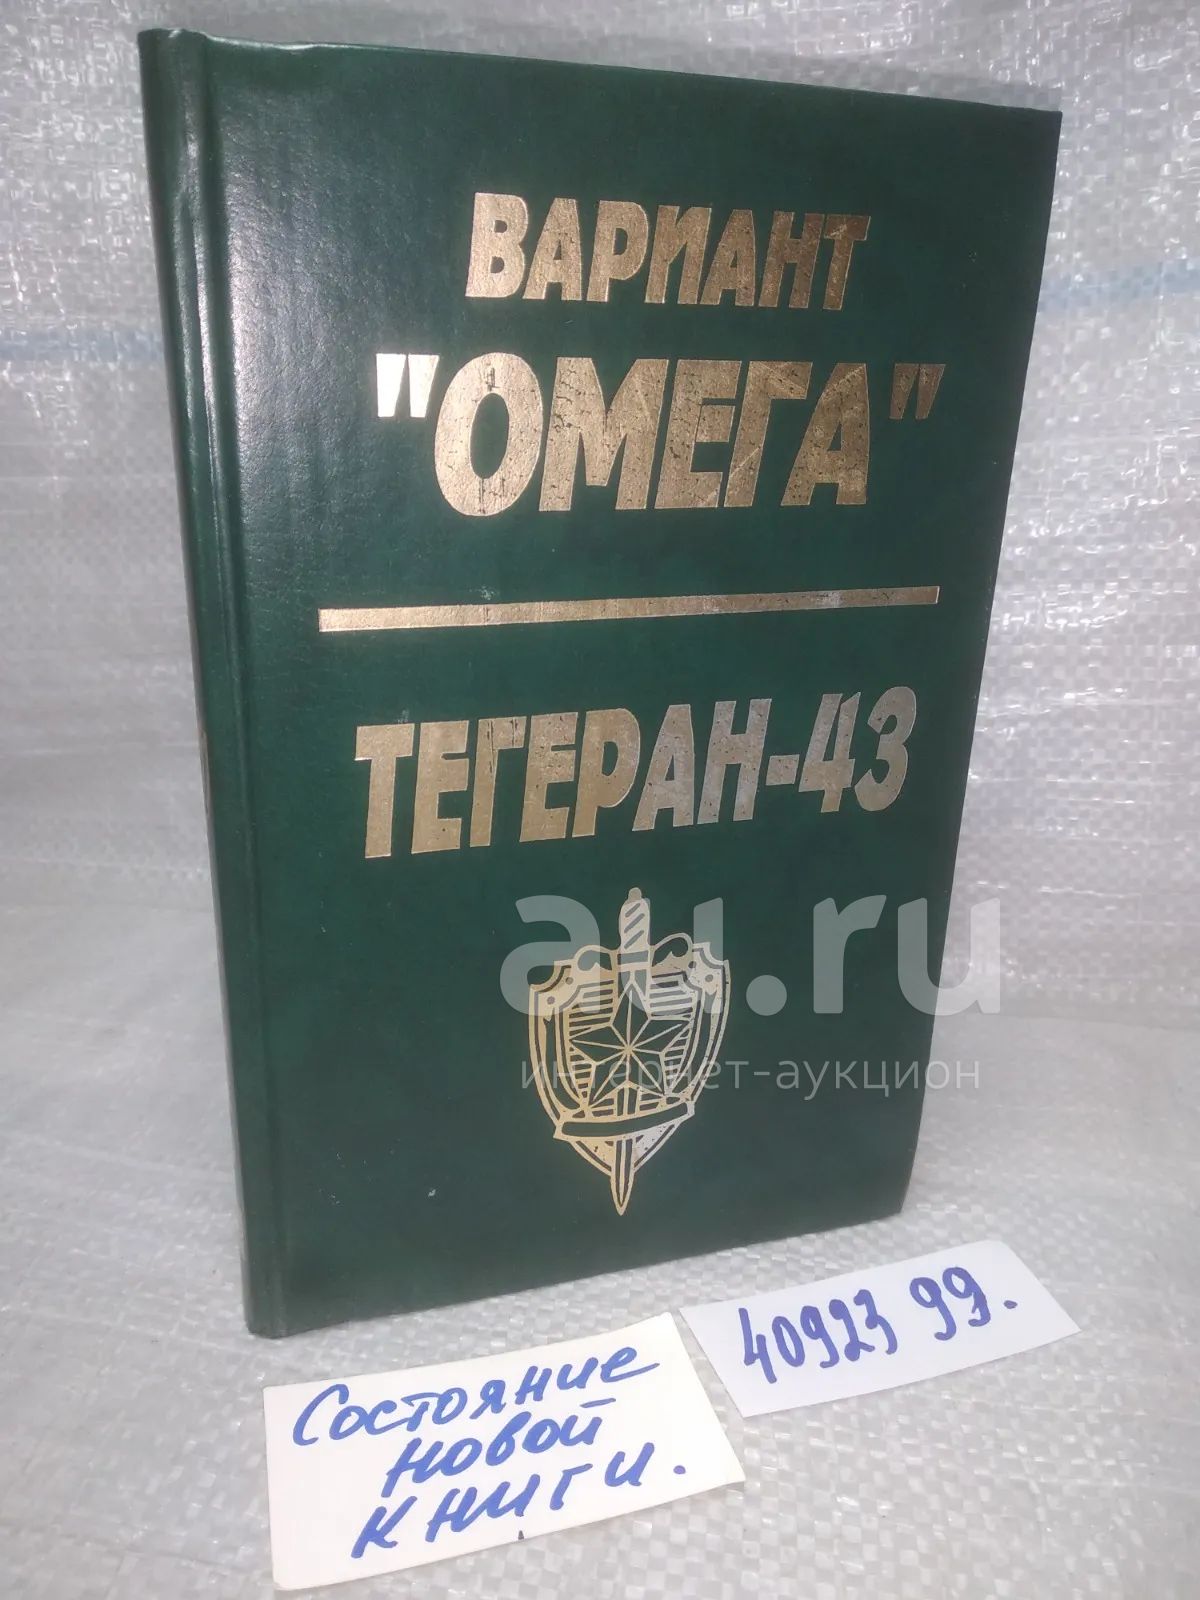 ВАРИАНТ
"ОМЕГА"
ТЕГЕРАН-43
au.ru
интернет-аукцион
40923 99.
Состояние
новой
книги.